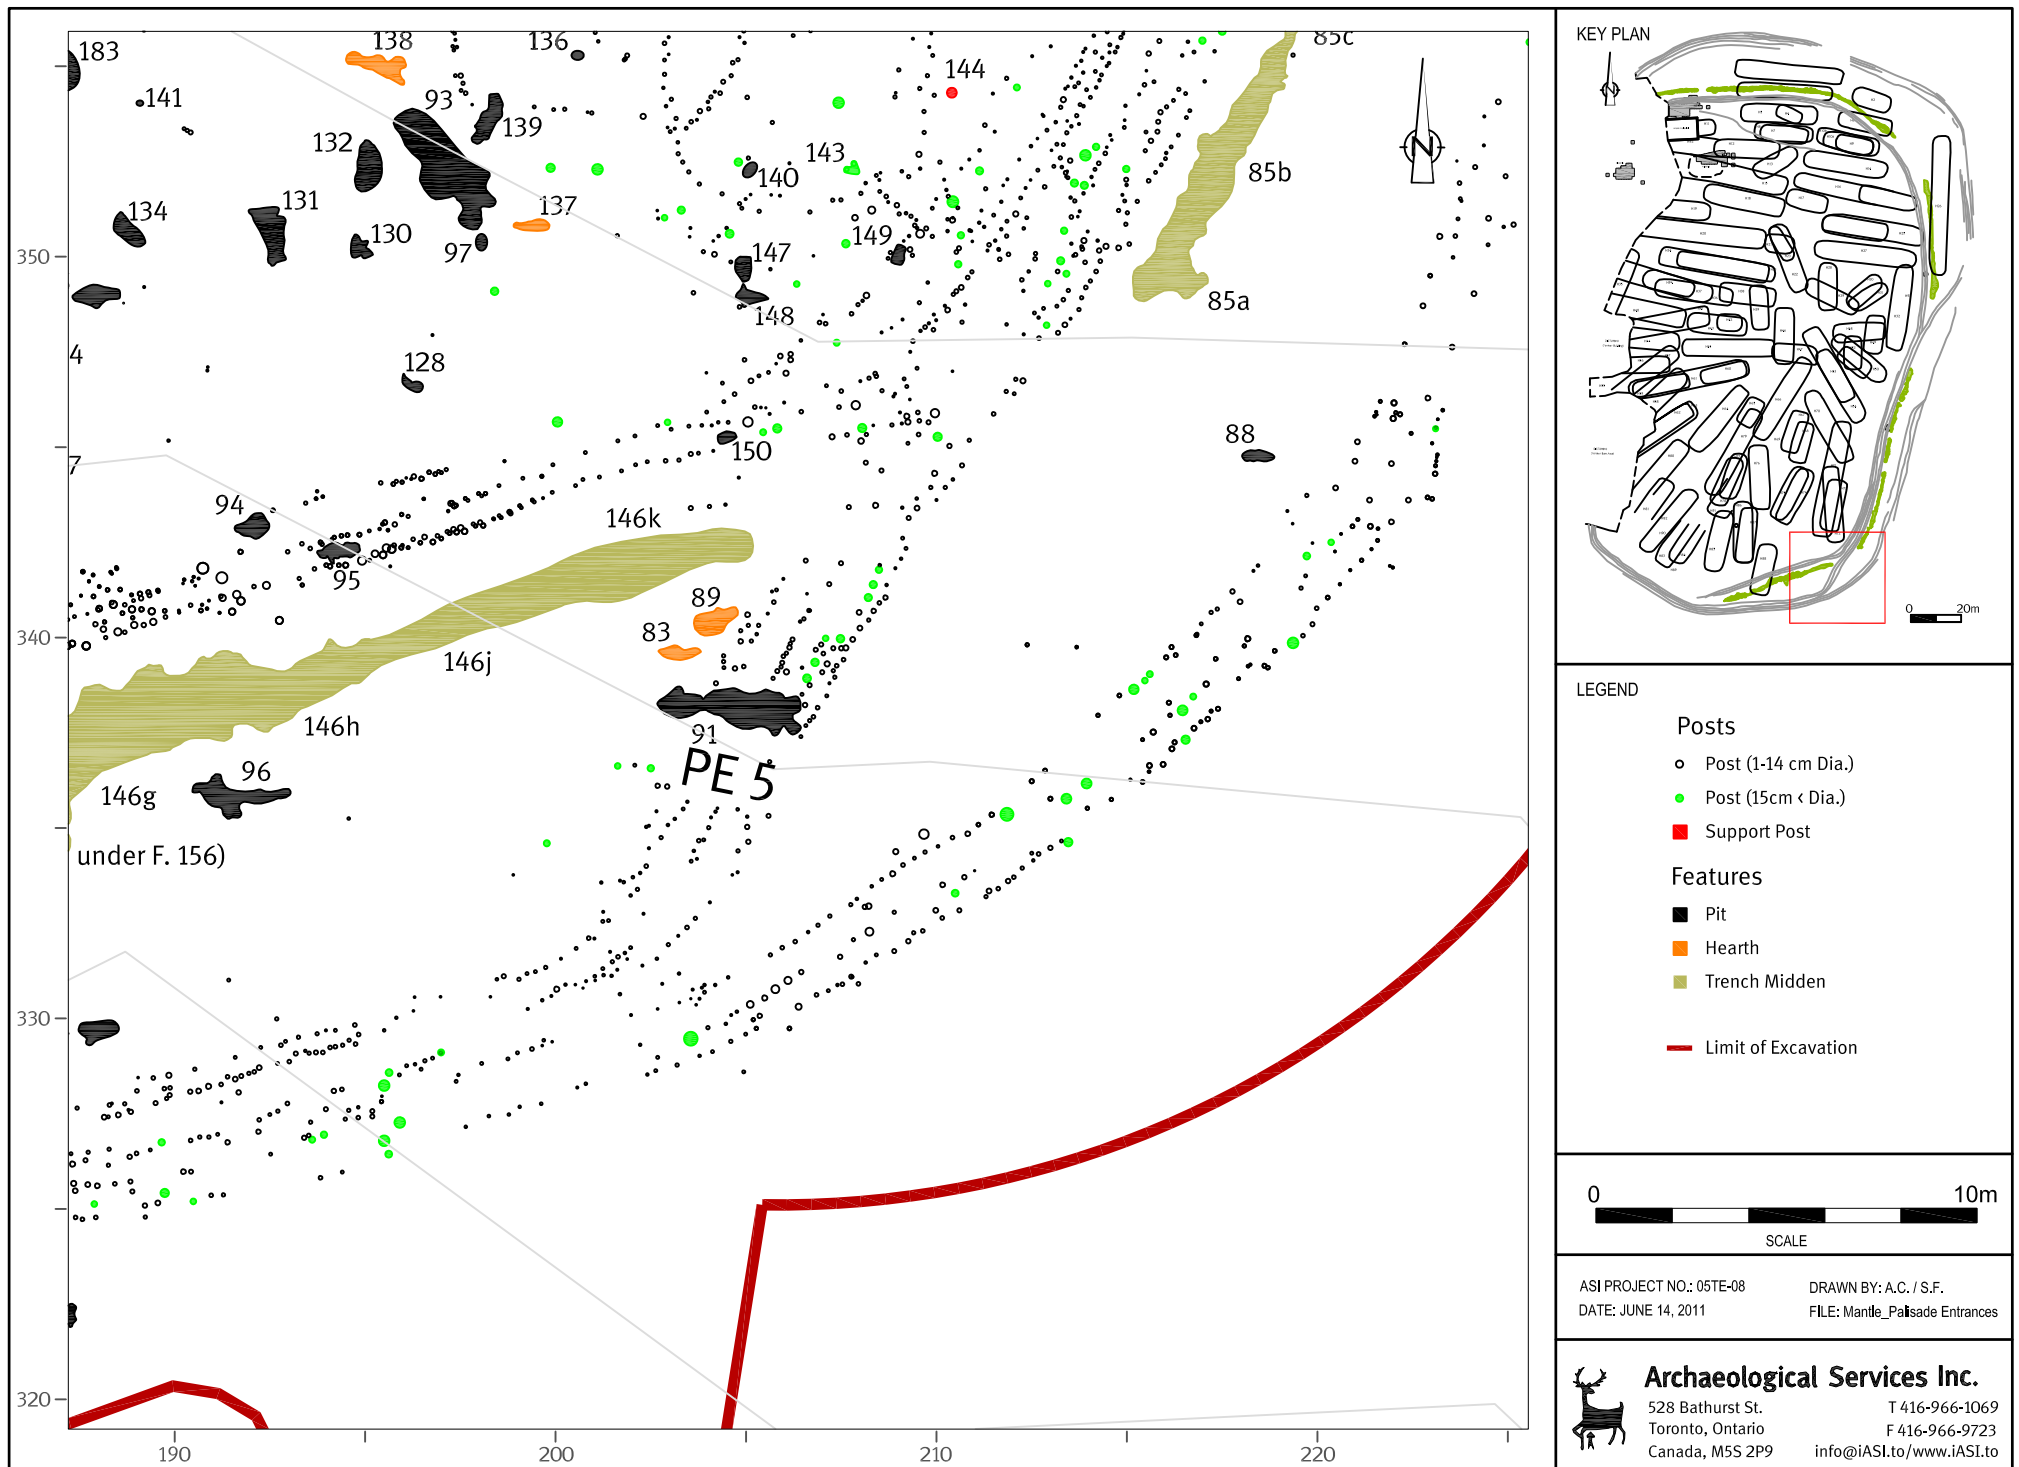 138
136
85c
183
144
141
93
139
132
143
140
85b
134
131
137
130
97
149
147
350
85a
148
4
128
88
150
7
94
146k
95
89
83
340
146j
146h
91
PE 5
96
146g
under F. 156)
330
320
190
200
210
220
N
KEY PLAN
0
20m
LEGEND
Posts
Post (1-14 cm Dia.)
Post (15cm < Dia.)
Support Post
Features
Pit
Hearth
Trench Midden
Limit of Excavation
0
10m
SCALE
ASI PROJECT NO.: 05TE-08
DRAWN BY: A.C. / S.F.
DATE: JUNE 14, 2011
FILE: Mantle_Palisade Entrances
Archaeological Services Inc.
528 Bathurst St.
T 416-966-1069
Toronto, Ontario
F 416-966-9723
Canada, M5S 2P9
info@iASI.to/www.iASI.to